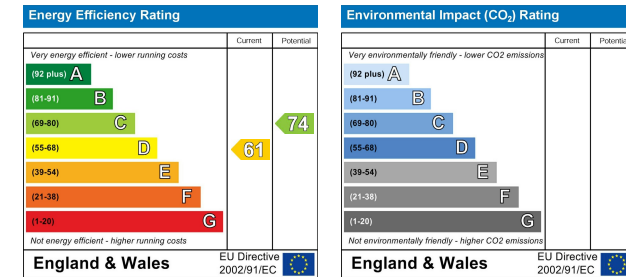 Energy Efficiency Rating
Current Potential
Very energy efficient - lower running costs
(92 plus) A
(81-91) B
(69-80) C
74
(55-68) D
61
(39-54) E
(21-38) F
(1-20) G
Not energy efficient - higher running costs
England & Wales
EU Directive
2002/91/EC
Environmental Impact (CO₂) Rating
Current Potential
Very environmentally friendly - lower CO2 emissions
(92 plus) A
(81-91) B
(69-80) C
(55-68) D
(39-54) E
(21-38) F
(1-20) G
Not environmentally friendly - higher CO2 emissions
England & Wales
EU Directive
2002/91/EC